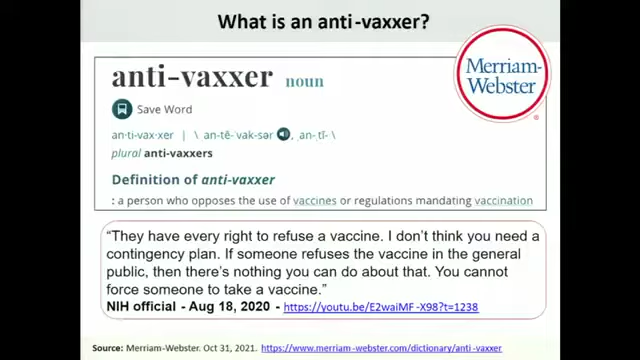 What is an anti-vaxxer?
anti-vaxxer noun
Merriam-
Webster
®
Save Word
an·ti-vax·xer | \ an-tē-ˈvak-sər , ˌan-ˌtī- \
plural anti-vaxxers
Definition of anti-vaxxer
: a person who opposes the use of vaccines or regulations mandating vaccination
“They have every right to refuse a vaccine. I don’t think you need a
contingency plan. If someone refuses the vaccine in the general
public, then there’s nothing you can do about that. You cannot
force someone to take a vaccine.”
NIH official - Aug 18, 2020 - https://youtu.be/E2waiMF-X98?t=1238
Source: Merriam-Webster. Oct 31, 2021. https://www.merriam-webster.com/dictionary/anti-vaxxer